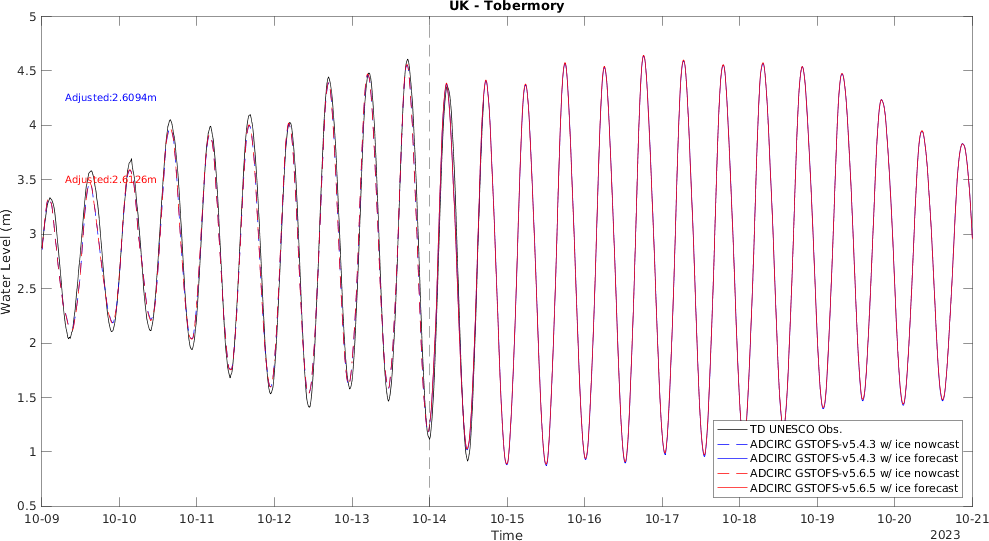 UK - Tobermory
5
4.5
4
3.5
3
2.5
2
1.5
1
0.5
Water Level (m)
Adjusted:2.6094m
Adjusted:2.6126m
TD UNESCO Obs.
ADCIRC GSTOFS-v5.4.3 w/ ice nowcast
ADCIRC GSTOFS-v5.4.3 w/ ice forecast
ADCIRC GSTOFS-v5.6.5 w/ ice nowcast
ADCIRC GSTOFS-v5.6.5 w/ ice forecast
10-09 10-10 10-11 10-12 10-13 10-14 10-15 10-16 10-17 10-18 10-19 10-20 10-21
Time
2023